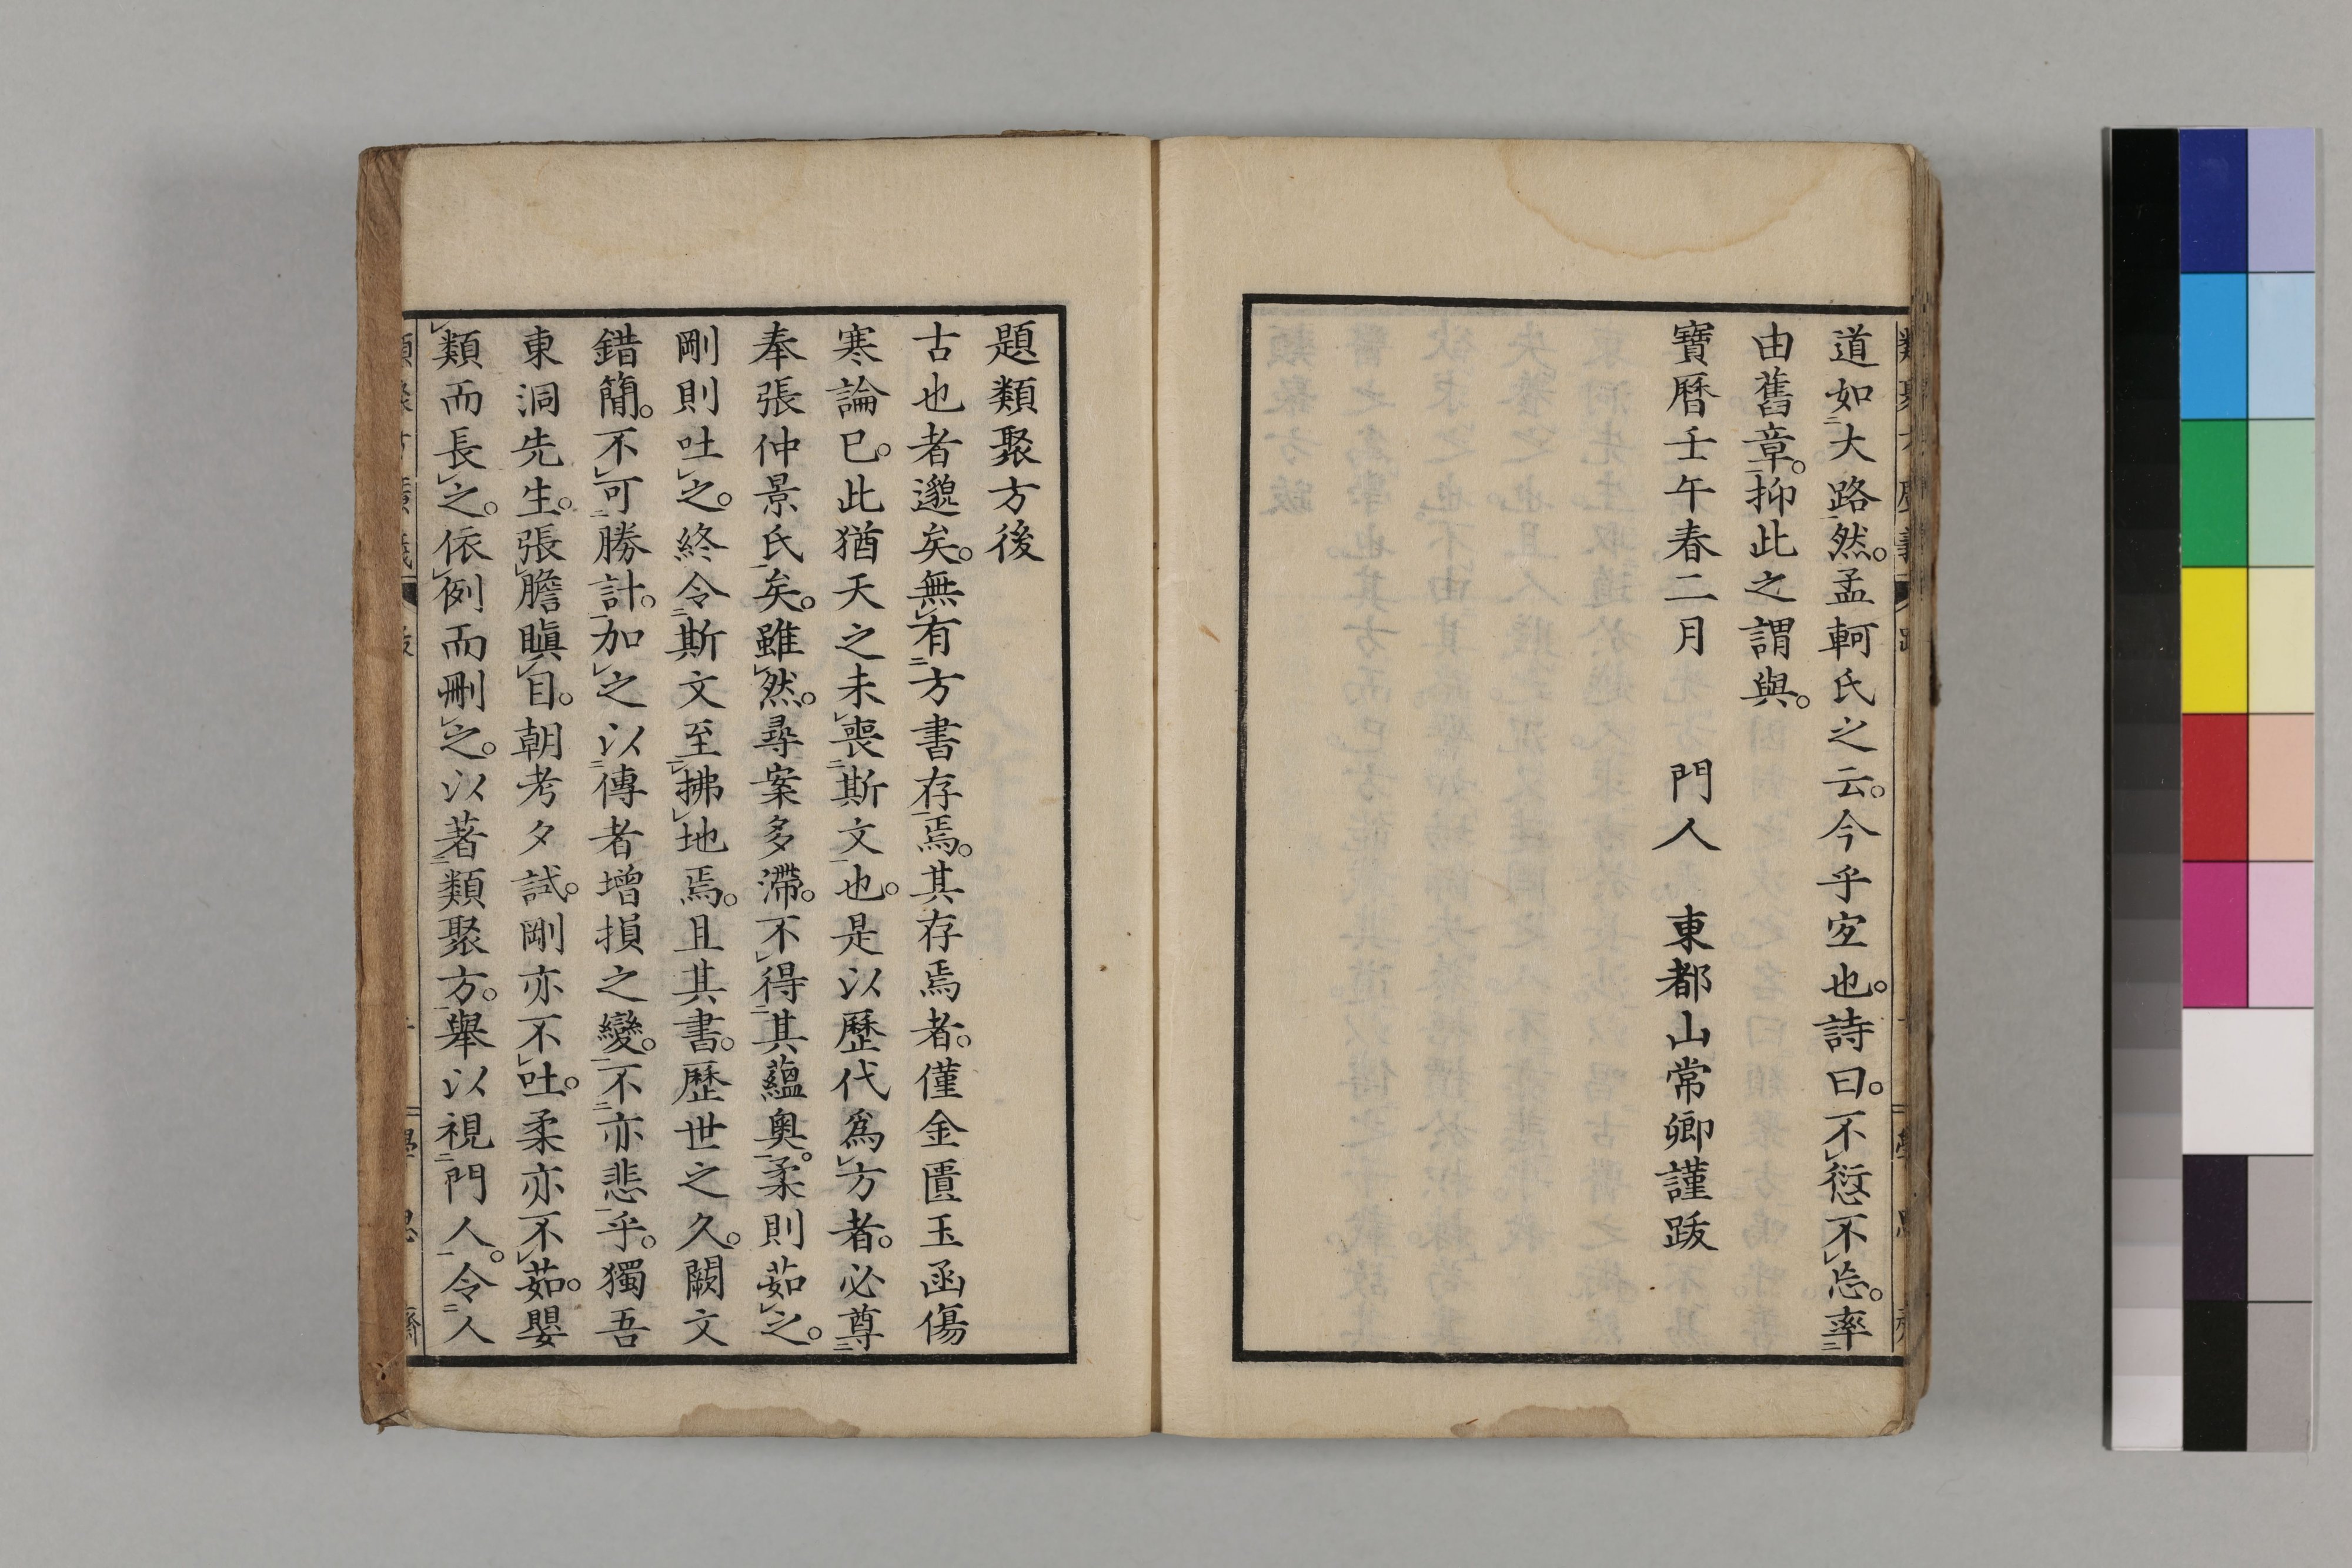 道如大路然。孟軻氏之云。今乎宐也。詩曰。不愆不忘。率
由舊章。抑此之謂與。
寶曆壬午春二月　門人　東都山常卿謹跋
題類聚方後
古也者邈矣。無有方書存焉。其存焉者。僅金匱玉函傷
寒論已。此猶天之未喪斯文也。是以歷代為方者。必尊
奉張仲景氏矣。雖然。尋案多滯。不得其蘊奧。柔則茹之。
剛則吐之。終令斯文至拂地焉。且其書。歷世之久。闕文
錯簡。不可勝計。加之以傳者增損之變。不亦悲乎。獨吾
東洞先生。張膽瞋目。朝考夕試。剛亦不吐。柔亦不茹。嬰
類而長之。依例而刪之。以著類聚方。舉以視門人。令人